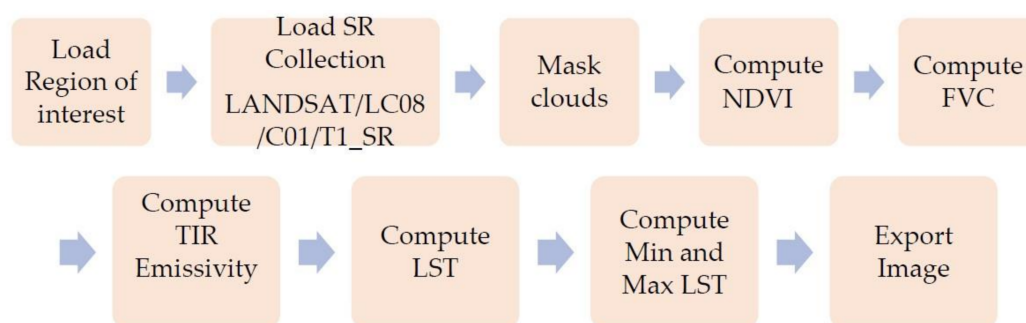 Load
Region of
interest
Load SR
Collection
LANDSAT/LC08
/C01/T1_SR
Mask
clouds
Compute
NDVI
Compute
FVC
Compute
TIR
Emissivity
Compute
LST
Compute
Min and
Max LST
Export
Image